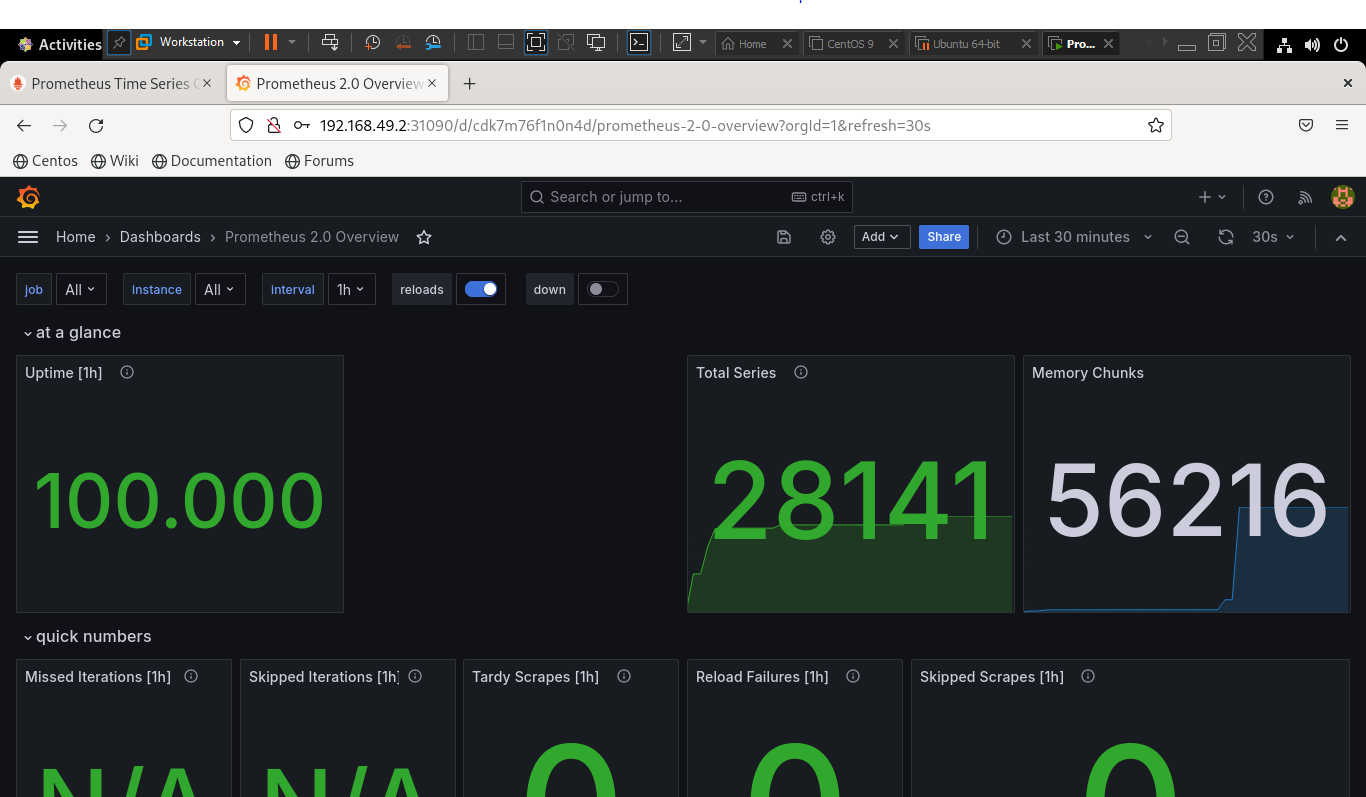 Activities Workstation Home CentOS 9 Ubuntu 64-bit Pro...
Prometheus Time Series Prometheus 2.0 Overview
192.168.49.2:31090/d/cdk7m76f1n0n4d/prometheus-2-0-overview?orgId=1&refresh=30s
Centos Wiki Documentation Forums
Search or jump to... ctrl+k
Home › Dashboards › Prometheus 2.0 Overview Add Share Last 30 minutes 30s
job All instance All interval 1h reloads down
at a glance
Uptime [1h] Total Series Memory Chunks
100.000 28141 56216
quick numbers
Missed Iterations [1h] Skipped Iterations [1h] Tardy Scrapes [1h] Reload Failures [1h] Skipped Scrapes [1h]
N/A N/A 0 0 0